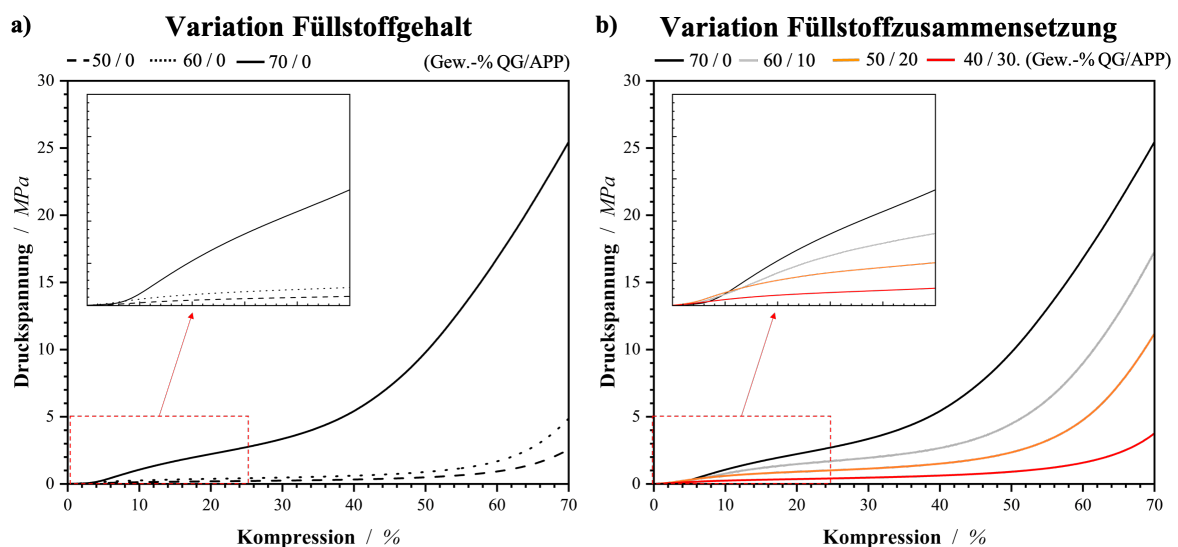 a) Variation Füllstoffgehalt
50 / 0 60 / 0 70 / 0 (Gew.-% QG/APP)
30
25
20
15
10
5
0
0 10 20 30 40 50 60 70
Druckspannung / MPa
Kompression / %
b) Variation Füllstoffzusammensetzung
70 / 0 60 / 10 50 / 20 40 / 30. (Gew.-% QG/APP)
30
25
20
15
10
5
0
0 10 20 30 40 50 60 70
Druckspannung / MPa
Kompression / %